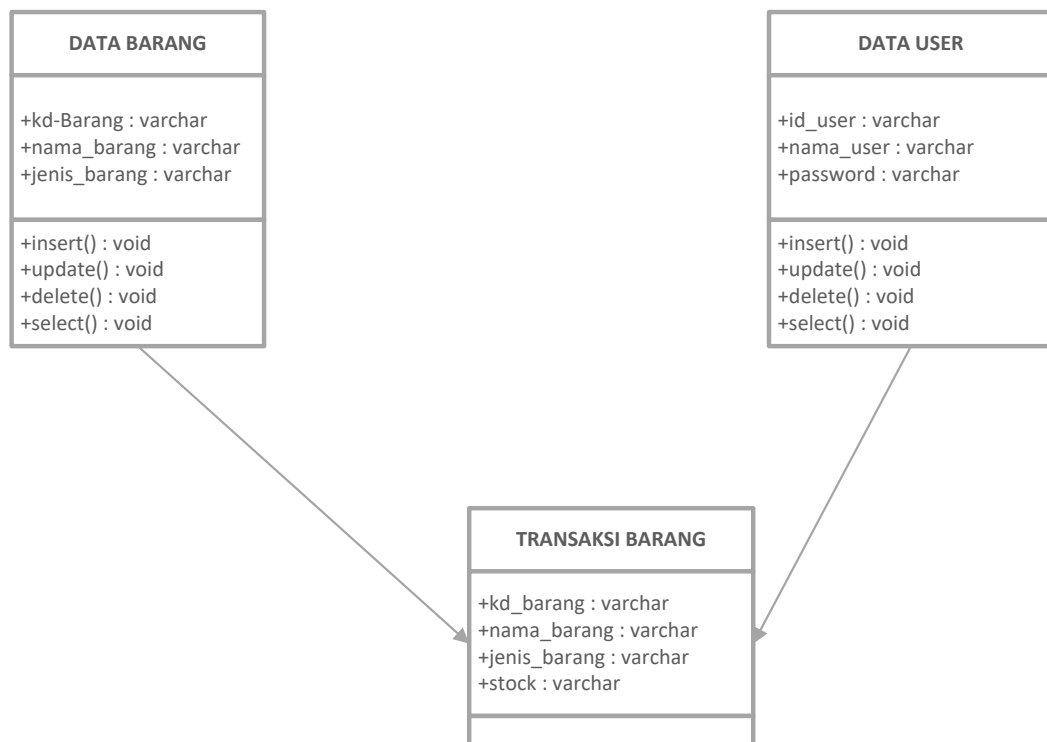 DATA BARANG
+kd-Barang : varchar
+nama_barang : varchar
+jenis_barang : varchar
+insert() : void
+update() : void
+delete() : void
+select() : void
DATA USER
+id_user : varchar
+nama_user : varchar
+password : varchar
+insert() : void
+update() : void
+delete() : void
+select() : void
TRANSAKSI BARANG
+kd_barang : varchar
+nama_barang : varchar
+jenis_barang : varchar
+stock : varchar